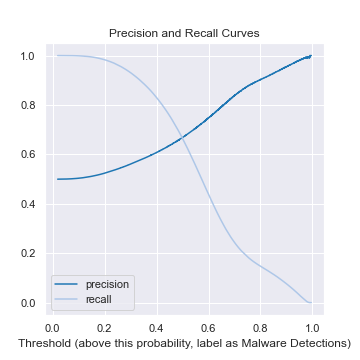 Precision and Recall Curves
1.0
0.8
0.6
0.4
0.2
0.0
precision
recall
0.0 0.2 0.4 0.6 0.8 1.0
Threshold (above this probability, label as Malware Detections)